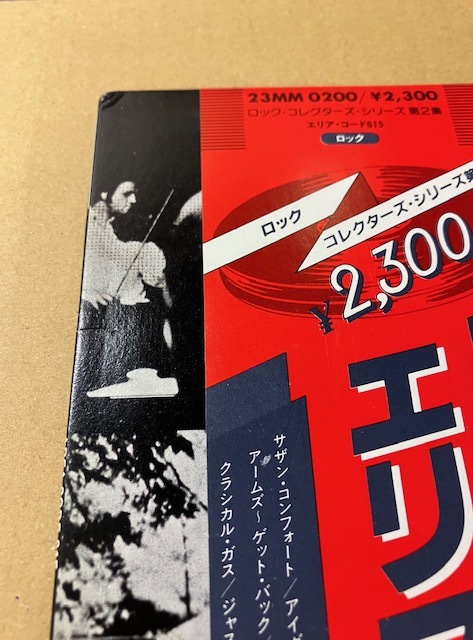 23MM 0200/¥2,300
ロック・コレクターズ・シリーズ 第2集
エリア・コード615
ロック
ロック
コレクターズ・シリーズ第
¥2,300
エリ
サザン・コンフォート/アイ
アームズ〜ゲット・バック/
クラシカル・ガス/ジャス